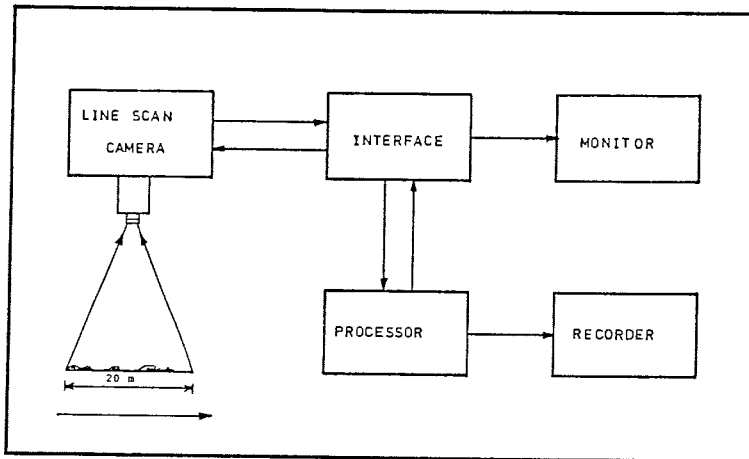 LINE SCAN
CAMERA
INTERFACE
MONITOR
PROCESSOR
RECORDER
20 m